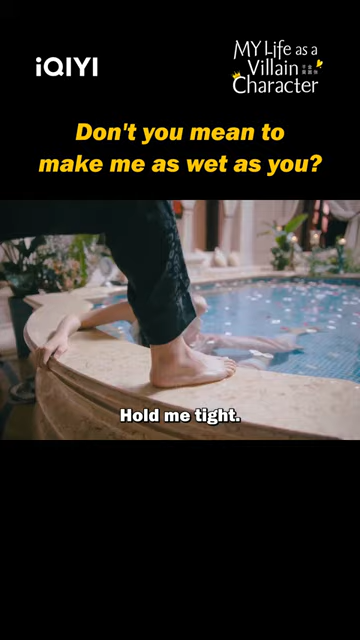 iQIYI
MY Life as a
Villain
Character
Don't you mean to
make me as wet as you?
Hold me tight.